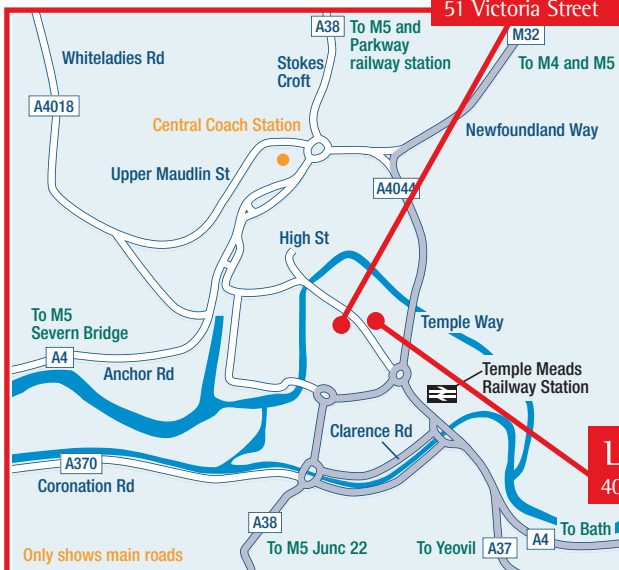 51 Victoria Street
A38
To M5 and
Parkway
railway station
M32
Whiteladies Rd
Stokes
Croft
To M4 and M5
A4018
Central Coach Station
Newfoundland Way
Upper Maudlin St
A4044
High St
To M5
Severn Bridge
Temple Way
A4
Anchor Rd
Temple Meads
Railway Station
Clarence Rd
L
40
A370
Coronation Rd
A38
To Bath
Only shows main roads
To M5 Junc 22
To Yeovil
A37
A4